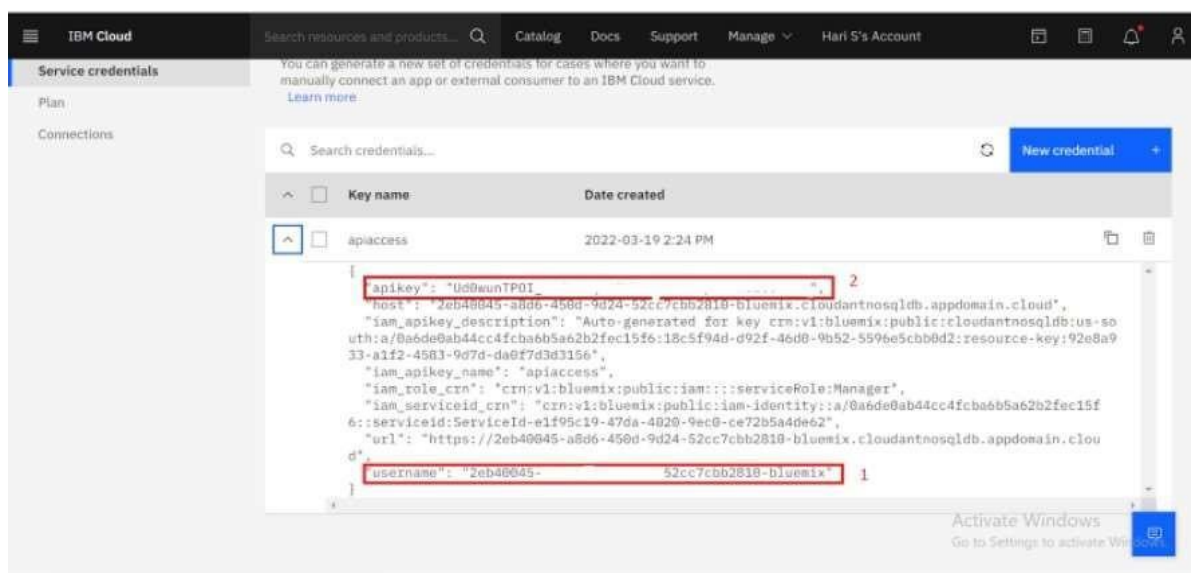 IBM Cloud
Search resources and products...
Catalog
Docs
Support
Manage
Hari S's Account
Service credentials
Plan
Connections
You can generate a new set of credentials for cases where you want to
manually connect an app or external consumer to an IBM Cloud service.
Learn more
Search credentials...
New credential +
Key name
Date created
apiaccess
2022-03-19 2:24 PM
{
"apikey": "Ud0wunTPOI_ ",
2
"host": "2eb40045-a8d6-450d-9d24-52cc7cbb2810-bluemix.cloudantnosqldb.appdomain.cloud",
"iam_apikey_description": "Auto-generated for key crn:v1:bluemix:public:cloudantnosqldb:us-so
uth:a/0a6de0ab44cc4fcba6b5a62b2fec15f6:18c5f94d-d92f-46d0-9b52-5596e5cbb0d2:resource-key:92e8a9
33-a1f2-4583-9d7d-da0f7d3d3156",
"iam_apikey_name": "apiaccess",
"iam_role_crn": "crn:v1:bluemix:public:iam::::serviceRole:Manager",
"iam_serviceid_crn": "crn:v1:bluemix:public:iam-identity::a/0a6de0ab44cc4fcba6b5a62b2fec15f
6::serviceid:ServiceId-e1f95c19-47da-4020-9ec0-ce72b5a4de62",
"url": "https://2eb40045-a8d6-450d-9d24-52cc7cbb2810-bluemix.cloudantnosqldb.appdomain.clou
d",
"username": "2eb40045- 52cc7cbb2810-bluemix"
1
}
Activate Windows
Go to Settings to activate Windows.